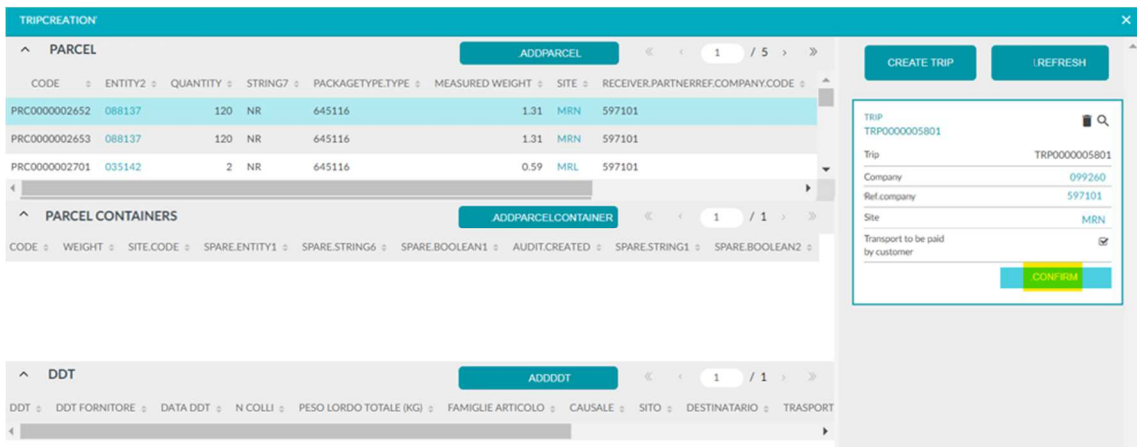 TRIPCREATION
PARCEL
.ADDPARCEL
1 / 5
CODE ENTITY2 QUANTITY STRING7 PACKAGETYPE.TYPE MEASURED WEIGHT SITE RECEIVER.PARTNERREF.COMPANY.CODE
PRC0000002652 088137 120 NR 645116 1.31 MRN 597101
PRC0000002653 088137 120 NR 645116 1.31 MRN 597101
PRC0000002701 035142 2 NR 645116 0.59 MRL 597101
PARCEL CONTAINERS
.ADDPARCELCONTAINER
1 / 1
CODE WEIGHT SITE.CODE SPARE.ENTITY1 SPARE.STRING6 SPARE.BOOLEAN1 AUDIT.CREATED SPARE.STRING1 SPARE.BOOLEAN2
DDT
ADDDDT
1 / 1
DDT DDT FORNITORE DATA DDT N COLLI PESO LORDO TOTALE (KG) FAMIGLIE ARTICOLO CAUSALE SITO DESTINATARIO TRASPORT
CREATE TRIP
.REFRESH
TRIP
TRP0000005801
Trip TRP0000005801
Company 099260
Ref.company 597101
Site MRN
Transport to be paid
by customer
.CONFIRM